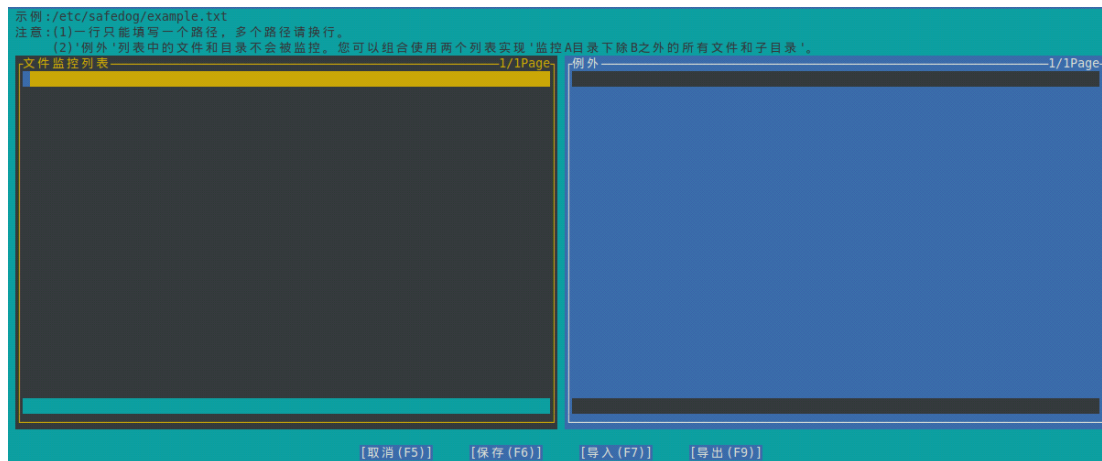 示例:/etc/safedog/example.txt
注意:(1)一行只能填写一个路径，多个路径请换行。
(2)'例外'列表中的文件和目录不会被监控。您可以组合使用两个列表实现'监控A目录下除B之外的所有文件和子目录'。
文件监控列表 1/1Page
例外 1/1Page
[取消(F5)] [保存(F6)] [导入(F7)] [导出(F9)]